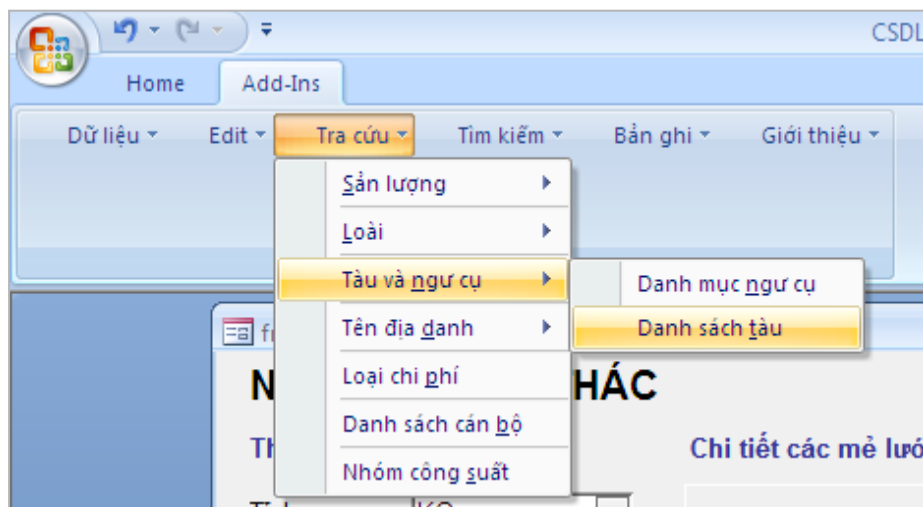 CSDL
Home Add-Ins
Dữ liệu Edit Tra cứu Tìm kiếm Bản ghi Giới thiệu
Sản lượng
Loài
Tàu và ngư cụ
Danh mục ngư cụ
Tên địa danh
Danh sách tàu
Loại chi phí
HÁC
Danh sách cán bộ
Chi tiết các mẻ lướ
Nhóm công suất